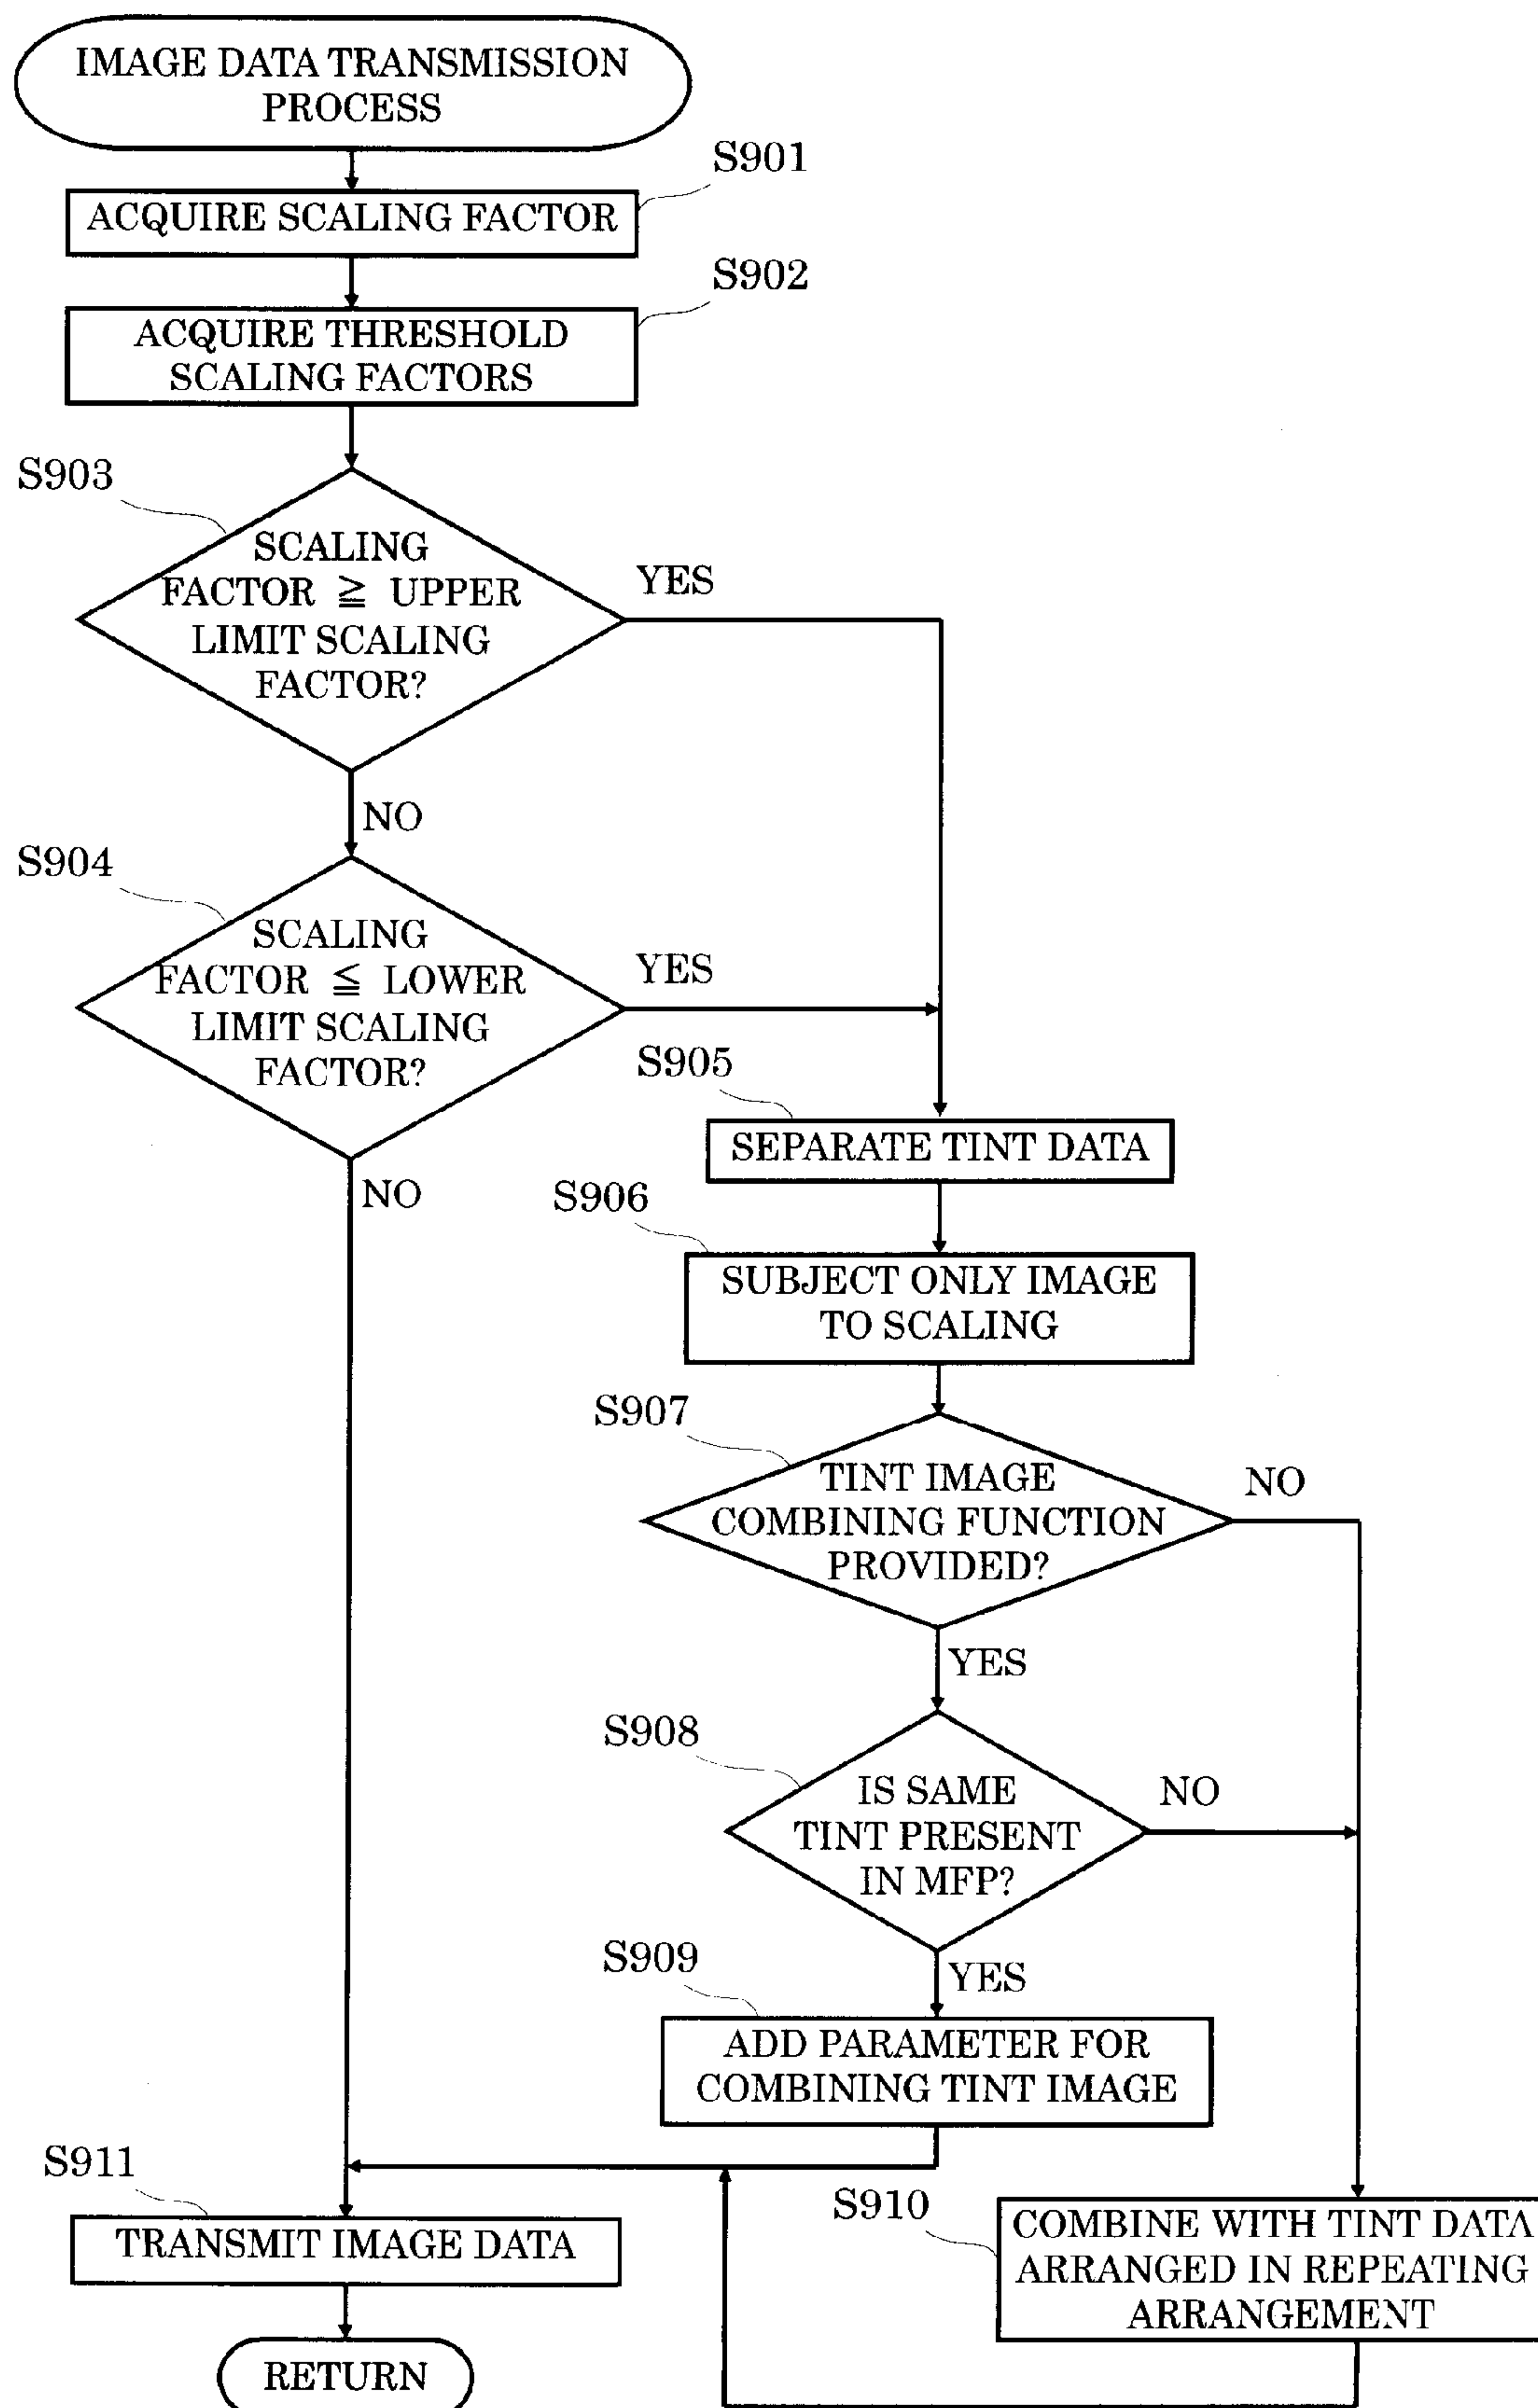 IMAGE DATA TRANSMISSION
PROCESS
S901
ACQUIRE SCALING FACTOR
S902
ACQUIRE THRESHOLD
SCALING FACTORS
S903
SCALING
FACTOR ≧ UPPER
LIMIT SCALING
FACTOR?
YES
NO
S904
SCALING
FACTOR ≦ LOWER
LIMIT SCALING
FACTOR?
YES
NO
S905
SEPARATE TINT DATA
S906
SUBJECT ONLY IMAGE
TO SCALING
S907
TINT IMAGE
COMBINING FUNCTION
PROVIDED?
NO
YES
S908
IS SAME
TINT PRESENT
IN MFP?
NO
YES
S909
ADD PARAMETER FOR
COMBINING TINT IMAGE
S910
COMBINE WITH TINT DATA
ARRANGED IN REPEATING
ARRANGEMENT
S911
TRANSMIT IMAGE DATA
RETURN